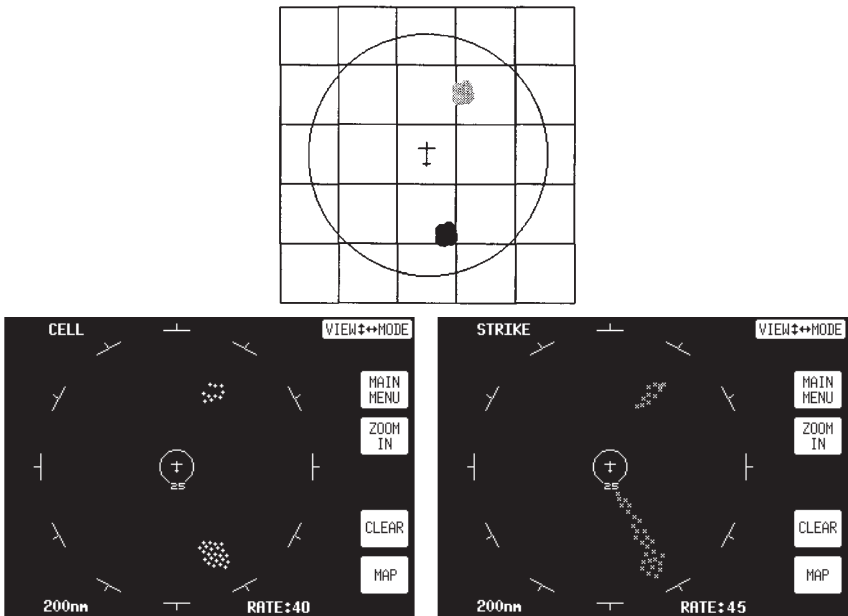 CELL
VIEW↕↔MODE
MAIN
MENU
ZOOM
IN
25
CLEAR
MAP
200nm
RATE:40
STRIKE
VIEW↕↔MODE
MAIN
MENU
ZOOM
IN
25
CLEAR
MAP
200nm
RATE:45